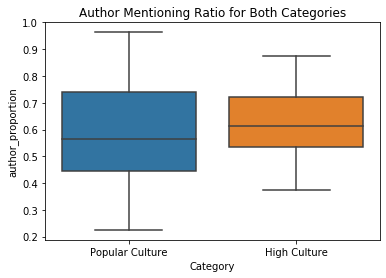 Author Mentioning Ratio for Both Categories
1.0
0.9
0.8
0.7
0.6
0.5
0.4
0.3
0.2
author_proportion
Popular Culture
High Culture
Category